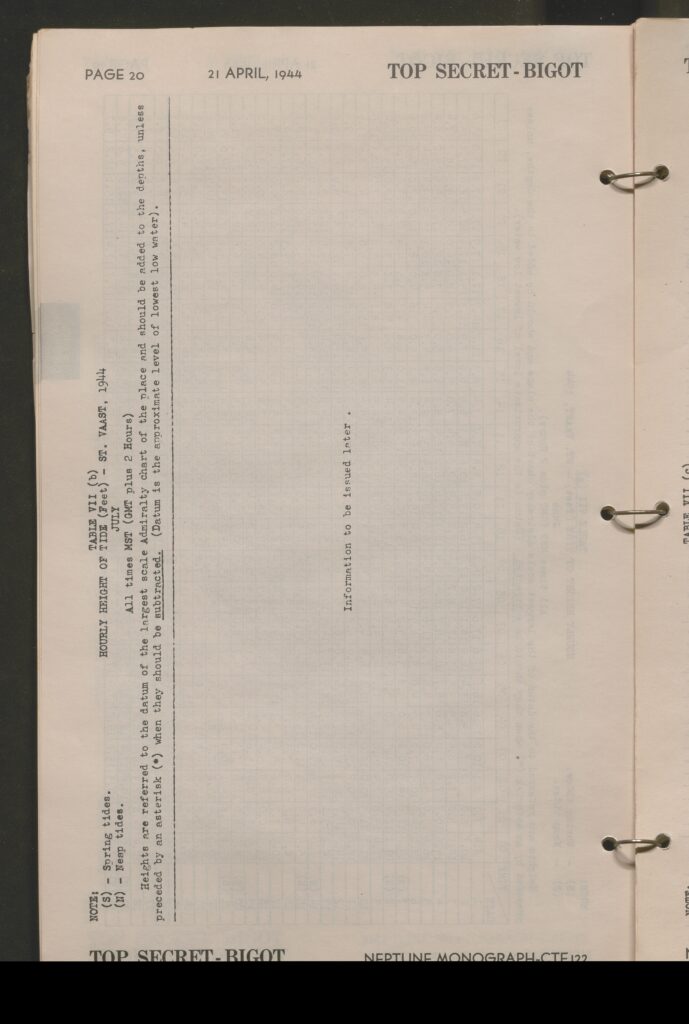 PAGE 20 21 APRIL, 1944 TOP SECRET-BIGOT
TABLE VII (b)
HOURLY HEIGHT OF TIDE (Feet) - ST. VAAST, 1944
JULY
All times MST (GMT plus 2 Hours)
NOTE:
(S) - Spring tides.
(N) - Neap tides.
Heights are referred to the datum of the largest scale Admiralty chart of the place and should be added to the depths, unless
preceded by an asterisk (*) when they should be subtracted. (Datum is the approximate level of lowest low water).
Information to be issued later .
TOP SECRET-BIGOT NEPTUNE MONOGRAPH-CTF 122
TABLE VII (c)
NOTE: